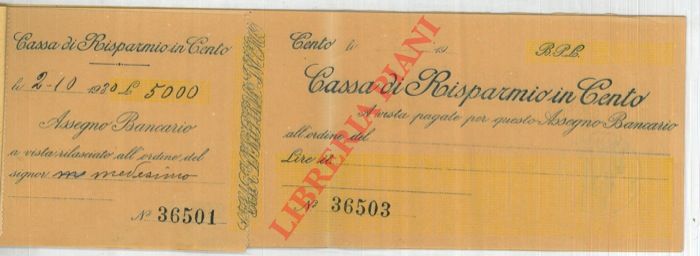 Cassa di Risparmio in Cento
li 2-10 1930 £ 5000
Assegno Bancario
a vista rilasciato all'ordine del
signor me medesimo
No 36501
Cento li 19 B.P.L.
Cassa di Risparmio in Cento
A vista pagate per questo Assegno Bancario
all'ordine del
Lire it.
No 36503
LIBRERIA PIANI